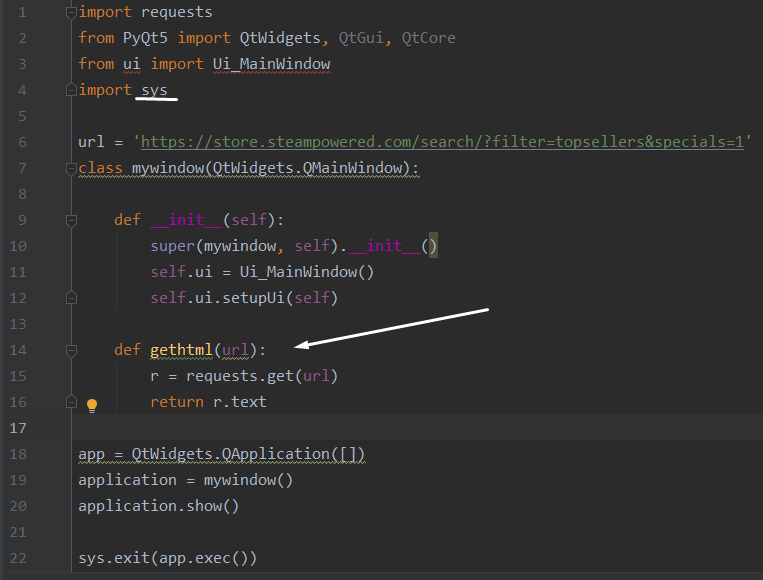 1 import requests
2 from PyQt5 import QtWidgets, QtGui, QtCore
3 from ui import Ui_MainWindow
4 import sys
5
6 url = 'https://store.steampowered.com/search/?filter=topsellers&specials=1'
7 class mywindow(QtWidgets.QMainWindow):
8
9 def __init__(self):
10 super(mywindow, self).__init__()
11 self.ui = Ui_MainWindow()
12 self.ui.setupUi(self)
13
14 def gethtml(url):
15 r = requests.get(url)
16 return r.text
17
18 app = QtWidgets.QApplication([])
19 application = mywindow()
20 application.show()
21
22 sys.exit(app.exec())